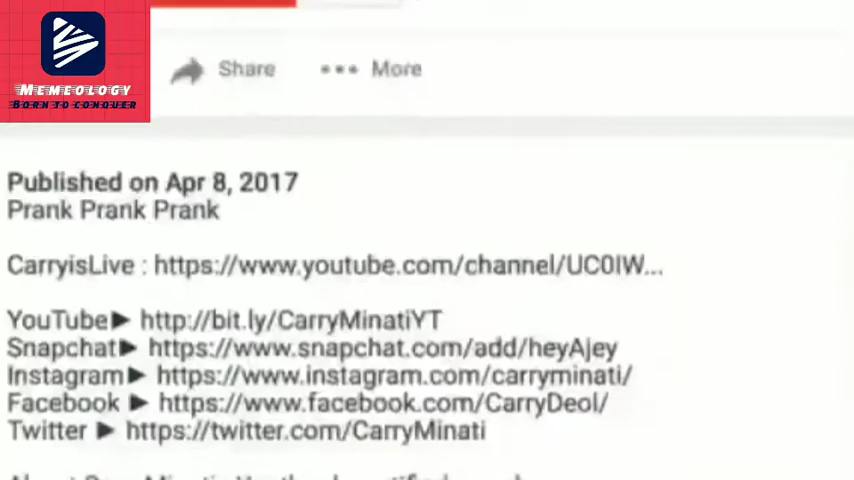 MEMEOLOGY
BORN TO CONQUER
Share
More
Published on Apr 8, 2017
Prank Prank Prank
CarryisLive : https://www.youtube.com/channel/UC0IW...
YouTube► http://bit.ly/CarryMinatiYT
Snapchat► https://www.snapchat.com/add/heyAjey
Instagram► https://www.instagram.com/carryminati/
Facebook ► https://www.facebook.com/CarryDeol/
Twitter ► https://twitter.com/CarryMinati